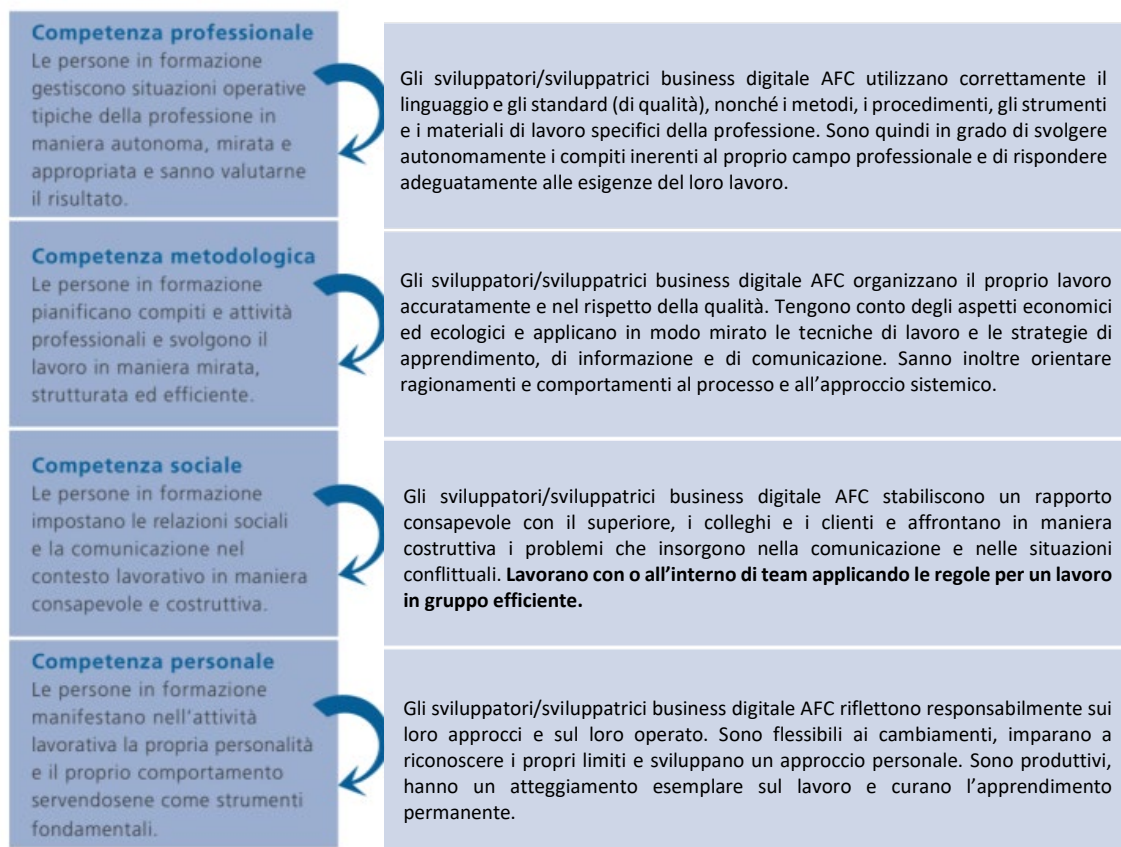 Competenza professionale
Le persone in formazione
gestiscono situazioni operative
tipiche della professione in
maniera autonoma, mirata e
appropriata e sanno valutarne
il risultato.
Gli sviluppatori/sviluppatrici business digitale AFC utilizzano correttamente il
linguaggio e gli standard (di qualità), nonché i metodi, i procedimenti, gli strumenti
e i materiali di lavoro specifici della professione. Sono quindi in grado di svolgere
autonomamente i compiti inerenti al proprio campo professionale e di rispondere
adeguatamente alle esigenze del loro lavoro.
Competenza metodologica
Le persone in formazione
pianificano compiti e attività
professionali e svolgono il
lavoro in maniera mirata,
strutturata ed efficiente.
Gli sviluppatori/sviluppatrici business digitale AFC organizzano il proprio lavoro
accuratamente e nel rispetto della qualità. Tengono conto degli aspetti economici
ed ecologici e applicano in modo mirato le tecniche di lavoro e le strategie di
apprendimento, di informazione e di comunicazione. Sanno inoltre orientare
ragionamenti e comportamenti al processo e all’approccio sistemico.
Competenza sociale
Le persone in formazione
impostano le relazioni sociali
e la comunicazione nel
contesto lavorativo in maniera
consapevole e costruttiva.
Gli sviluppatori/sviluppatrici business digitale AFC stabiliscono un rapporto
consapevole con il superiore, i colleghi e i clienti e affrontano in maniera
costruttiva i problemi che insorgono nella comunicazione e nelle situazioni
conflittuali. Lavorano con o all’interno di team applicando le regole per un lavoro
in gruppo efficiente.
Competenza personale
Le persone in formazione
manifestano nell'attività
lavorativa la propria personalità
e il proprio comportamento
servendosene come strumenti
fondamentali.
Gli sviluppatori/sviluppatrici business digitale AFC riflettono responsabilmente sui
loro approcci e sul loro operato. Sono flessibili ai cambiamenti, imparano a
riconoscere i propri limiti e sviluppano un approccio personale. Sono produttivi,
hanno un atteggiamento esemplare sul lavoro e curano l’apprendimento
permanente.